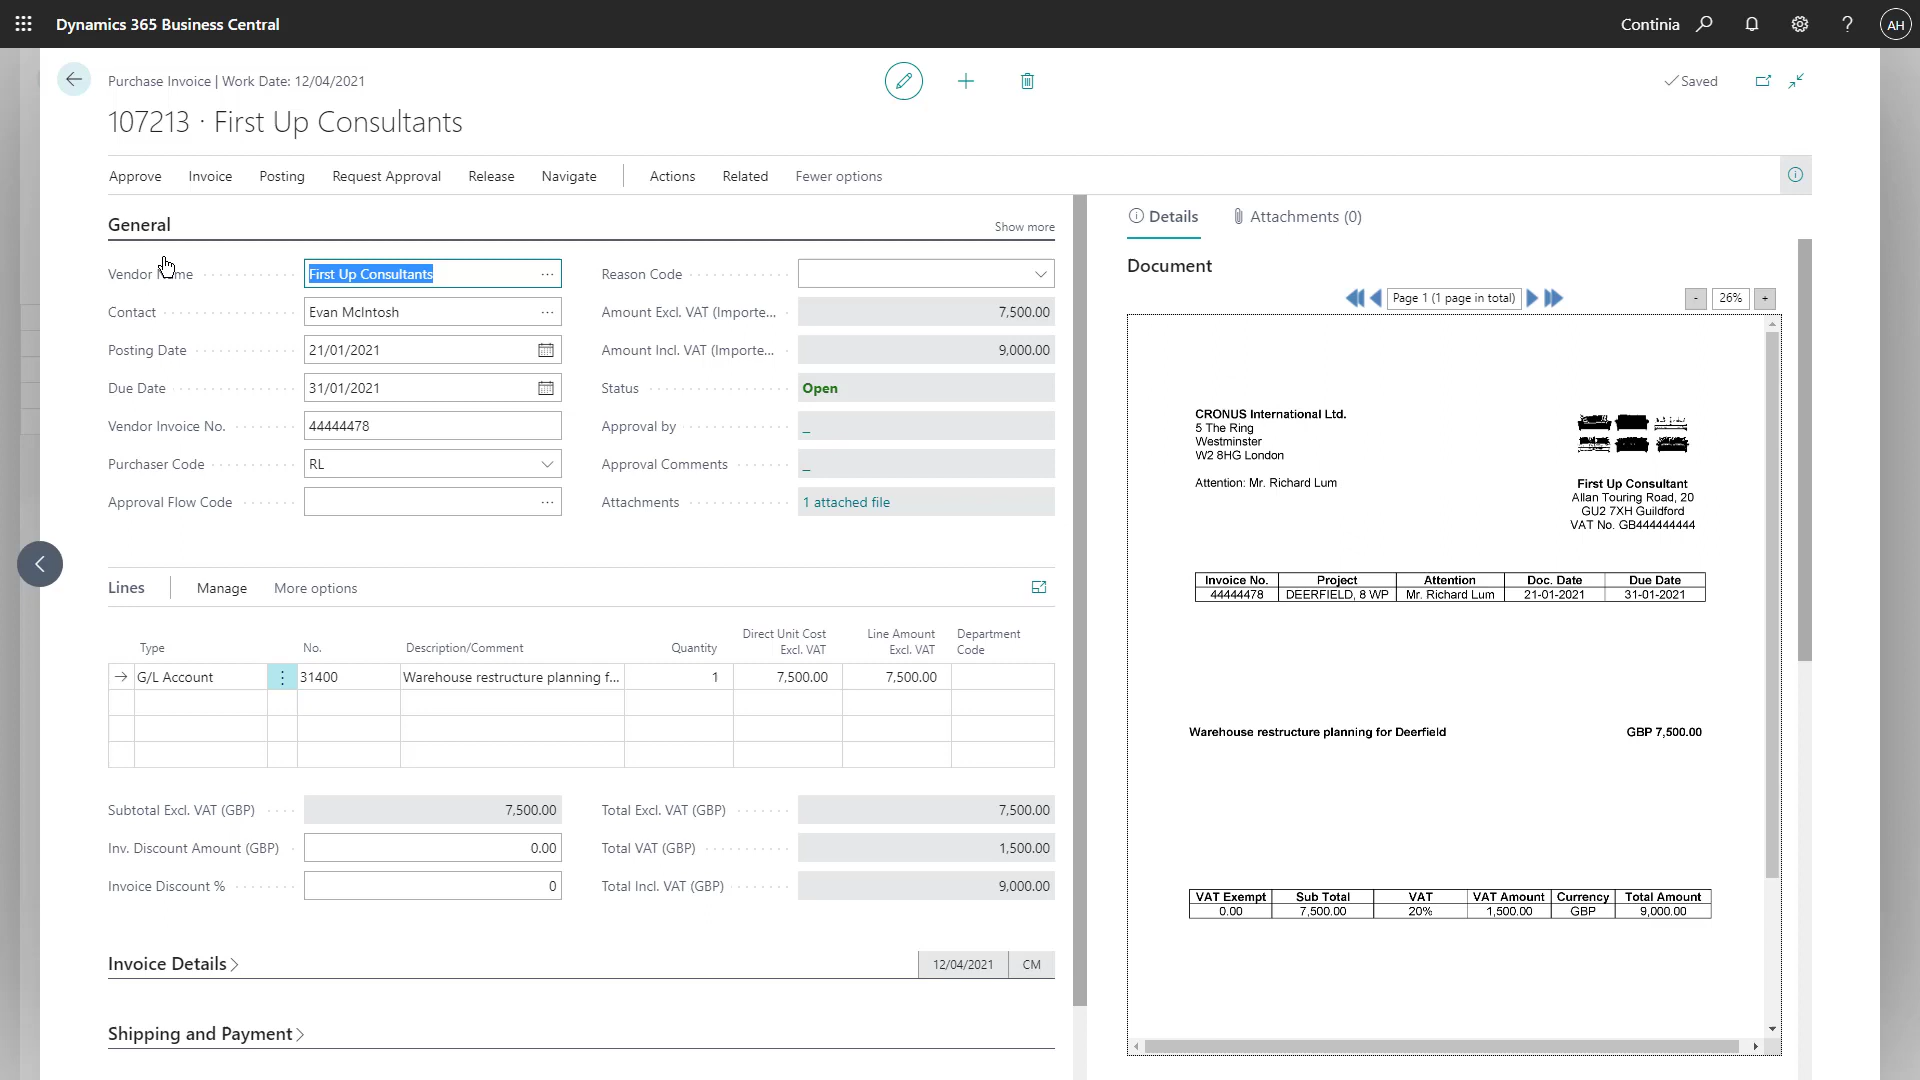 Dynamics 365 Business Central
Continia
AH
Purchase Invoice | Work Date: 12/04/2021
Saved
107213 · First Up Consultants
Approve Invoice Posting Request Approval Release Navigate Actions Related Fewer options
General
Show more
Vendor Name First Up Consultants
Contact Evan McIntosh
Posting Date 21/01/2021
Due Date 31/01/2021
Vendor Invoice No. 44444478
Purchaser Code RL
Approval Flow Code
Reason Code
Amount Excl. VAT (Importe... 7,500.00
Amount Incl. VAT (Importe... 9,000.00
Status Open
Approval by _
Approval Comments _
Attachments 1 attached file
Lines Manage More options
Type No. Description/Comment Quantity Direct Unit Cost Excl. VAT Line Amount Excl. VAT Department Code
G/L Account 31400 Warehouse restructure planning f... 1 7,500.00 7,500.00
Subtotal Excl. VAT (GBP) 7,500.00
Inv. Discount Amount (GBP) 0.00
Invoice Discount % 0
Total Excl. VAT (GBP) 7,500.00
Total VAT (GBP) 1,500.00
Total Incl. VAT (GBP) 9,000.00
Invoice Details 12/04/2021 CM
Shipping and Payment
Details Attachments (0)
Document
Page 1 (1 page in total) - 26% +
CRONUS International Ltd.
5 The Ring
Westminster
W2 8HG London
Attention: Mr. Richard Lum
First Up Consultant
Allan Touring Road, 20
GU2 7XH Guildford
VAT No. GB444444444
Invoice No. Project Attention Doc. Date Due Date
44444478 DEERFIELD, 8 WP Mr. Richard Lum 21-01-2021 31-01-2021
Warehouse restructure planning for Deerfield GBP 7,500.00
VAT Exempt Sub Total VAT VAT Amount Currency Total Amount
0.00 7,500.00 20% 1,500.00 GBP 9,000.00